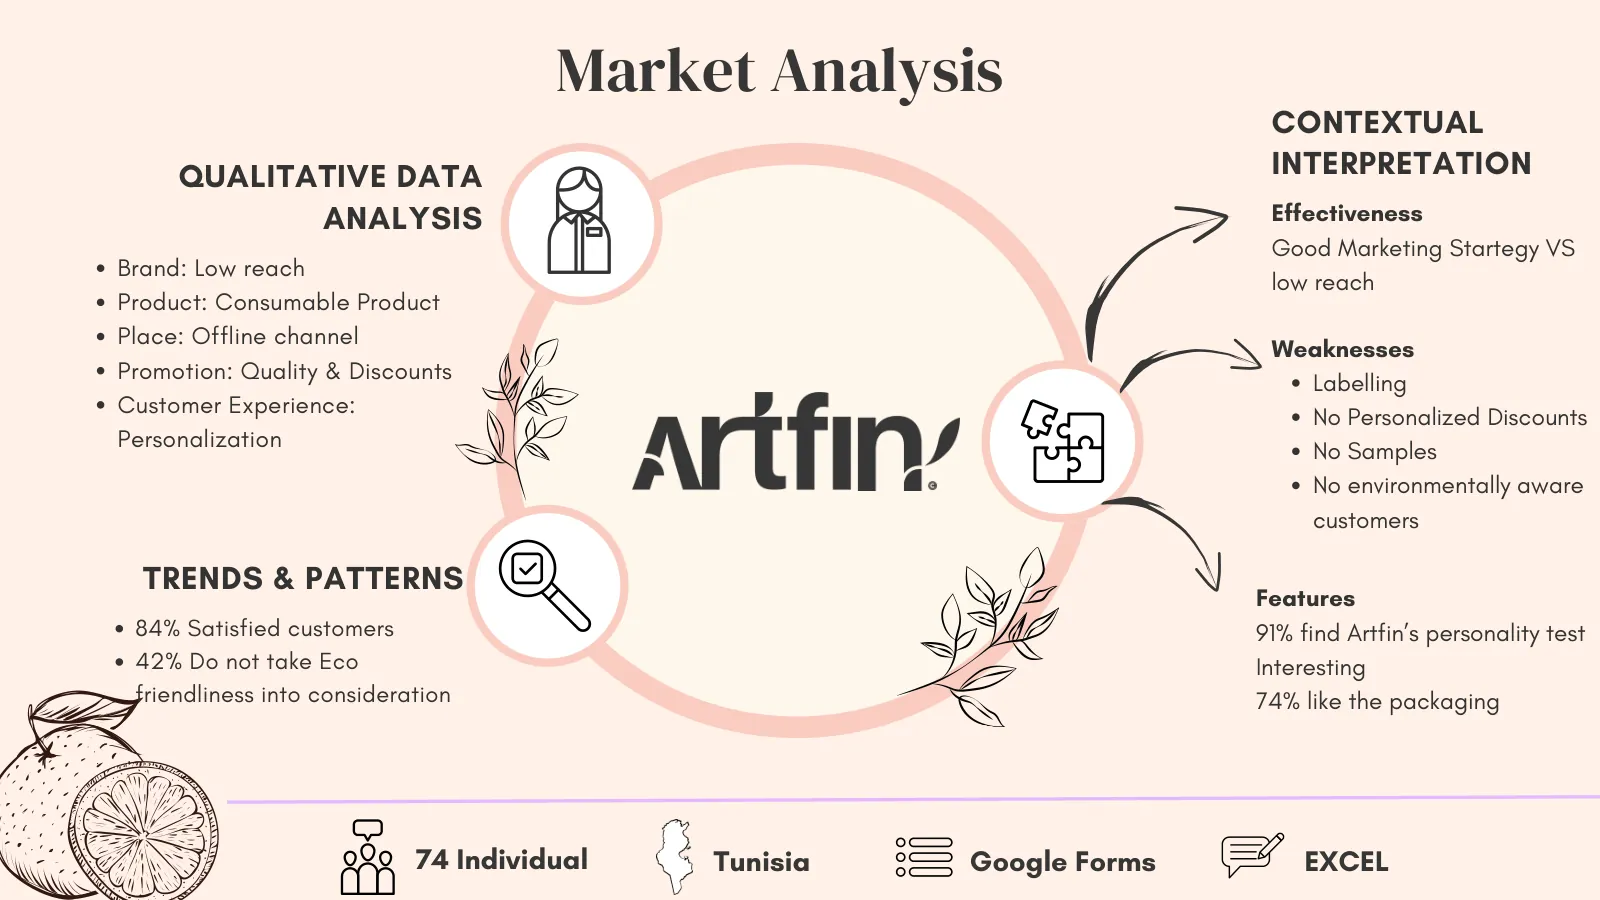 Market Analysis
QUALITATIVE DATA
ANALYSIS
• Brand: Low reach
• Product: Consumable Product
• Place: Offline channel
• Promotion: Quality & Discounts
• Customer Experience:
Personalization
TRENDS & PATTERNS
• 84% Satisfied customers
• 42% Do not take Eco
friendliness into consideration
Artfin
©
CONTEXTUAL
INTERPRETATION
Effectiveness
Good Marketing Startegy VS
low reach
Weaknesses
• Labelling
• No Personalized Discounts
• No Samples
• No environmentally aware
customers
Features
91% find Artfin’s personality test
Interesting
74% like the packaging
74 Individual
Tunisia
Google Forms
EXCEL